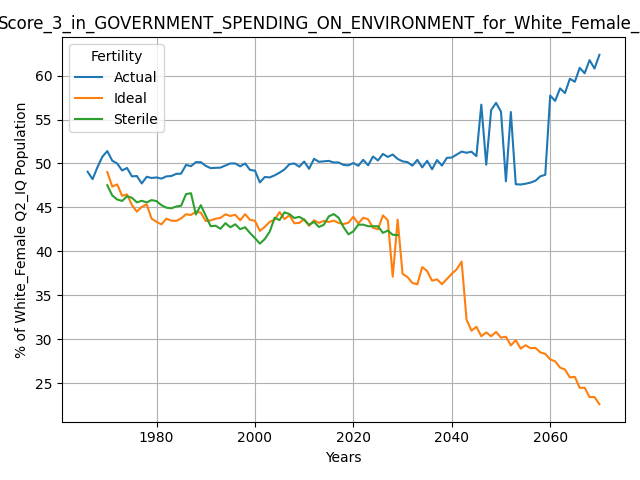 Score_3_in_GOVERNMENT_SPENDING_ON_ENVIRONMENT_for_White_Female_
Fertility
Actual
Ideal
Sterile
% of White_Female Q2_IQ Population
60
55
50
45
40
35
30
25
1980
2000
2020
2040
2060
Years